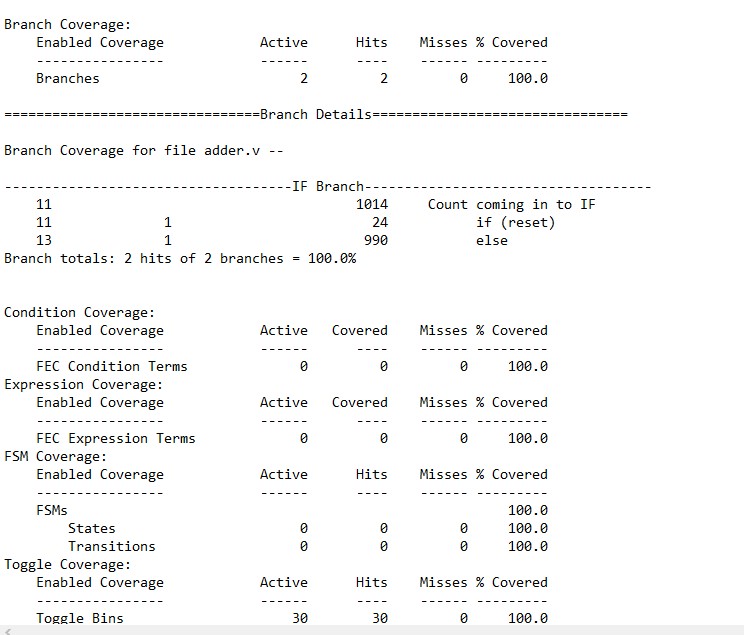 Branch Coverage:
    Enabled Coverage            Active      Hits    Misses % Covered
    ----------------            ------      ----    ------ ---------
    Branches                         2         2         0     100.0

================================Branch Details================================

Branch Coverage for file adder.v --

------------------------------------IF Branch------------------------------------
    11                                      1014     Count coming in to IF
    11              1                         24           if (reset)
    13              1                        990           else
Branch totals: 2 hits of 2 branches = 100.0%


Condition Coverage:
    Enabled Coverage            Active   Covered    Misses % Covered
    ----------------            ------      ----    ------ ---------
    FEC Condition Terms              0         0         0     100.0
Expression Coverage:
    Enabled Coverage            Active   Covered    Misses % Covered
    ----------------            ------      ----    ------ ---------
    FEC Expression Terms             0         0         0     100.0
FSM Coverage:
    Enabled Coverage            Active      Hits    Misses % Covered
    ----------------            ------      ----    ------ ---------
    FSMs                                                   100.0
        States                       0         0         0     100.0
        Transitions                  0         0         0     100.0
Toggle Coverage:
    Enabled Coverage            Active      Hits    Misses % Covered
    ----------------            ------      ----    ------ ---------
    Toggle Bins                     30        30         0     100.0